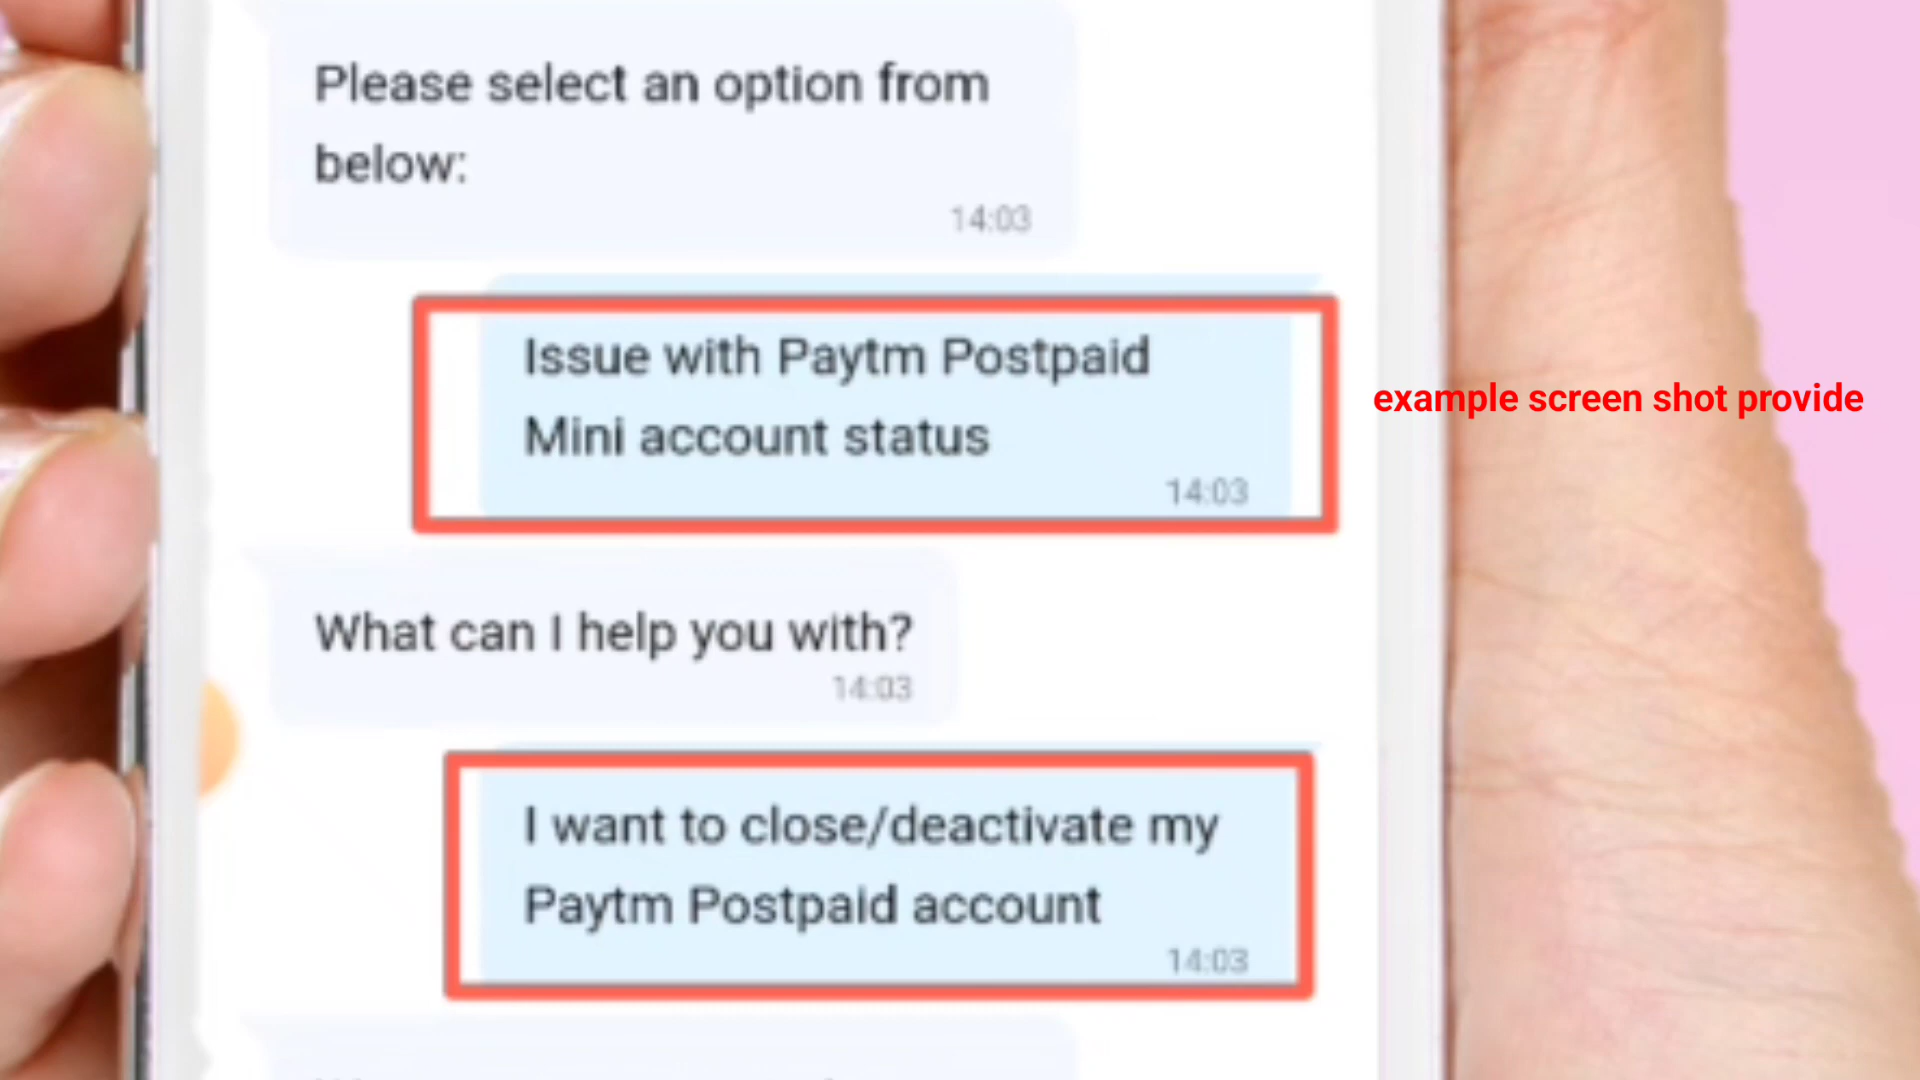 Please select an option from
below:
14:03
Issue with Paytm Postpaid
Mini account status
14:03
example screen shot provide
What can I help you with?
14:03
I want to close/deactivate my
Paytm Postpaid account
14:03